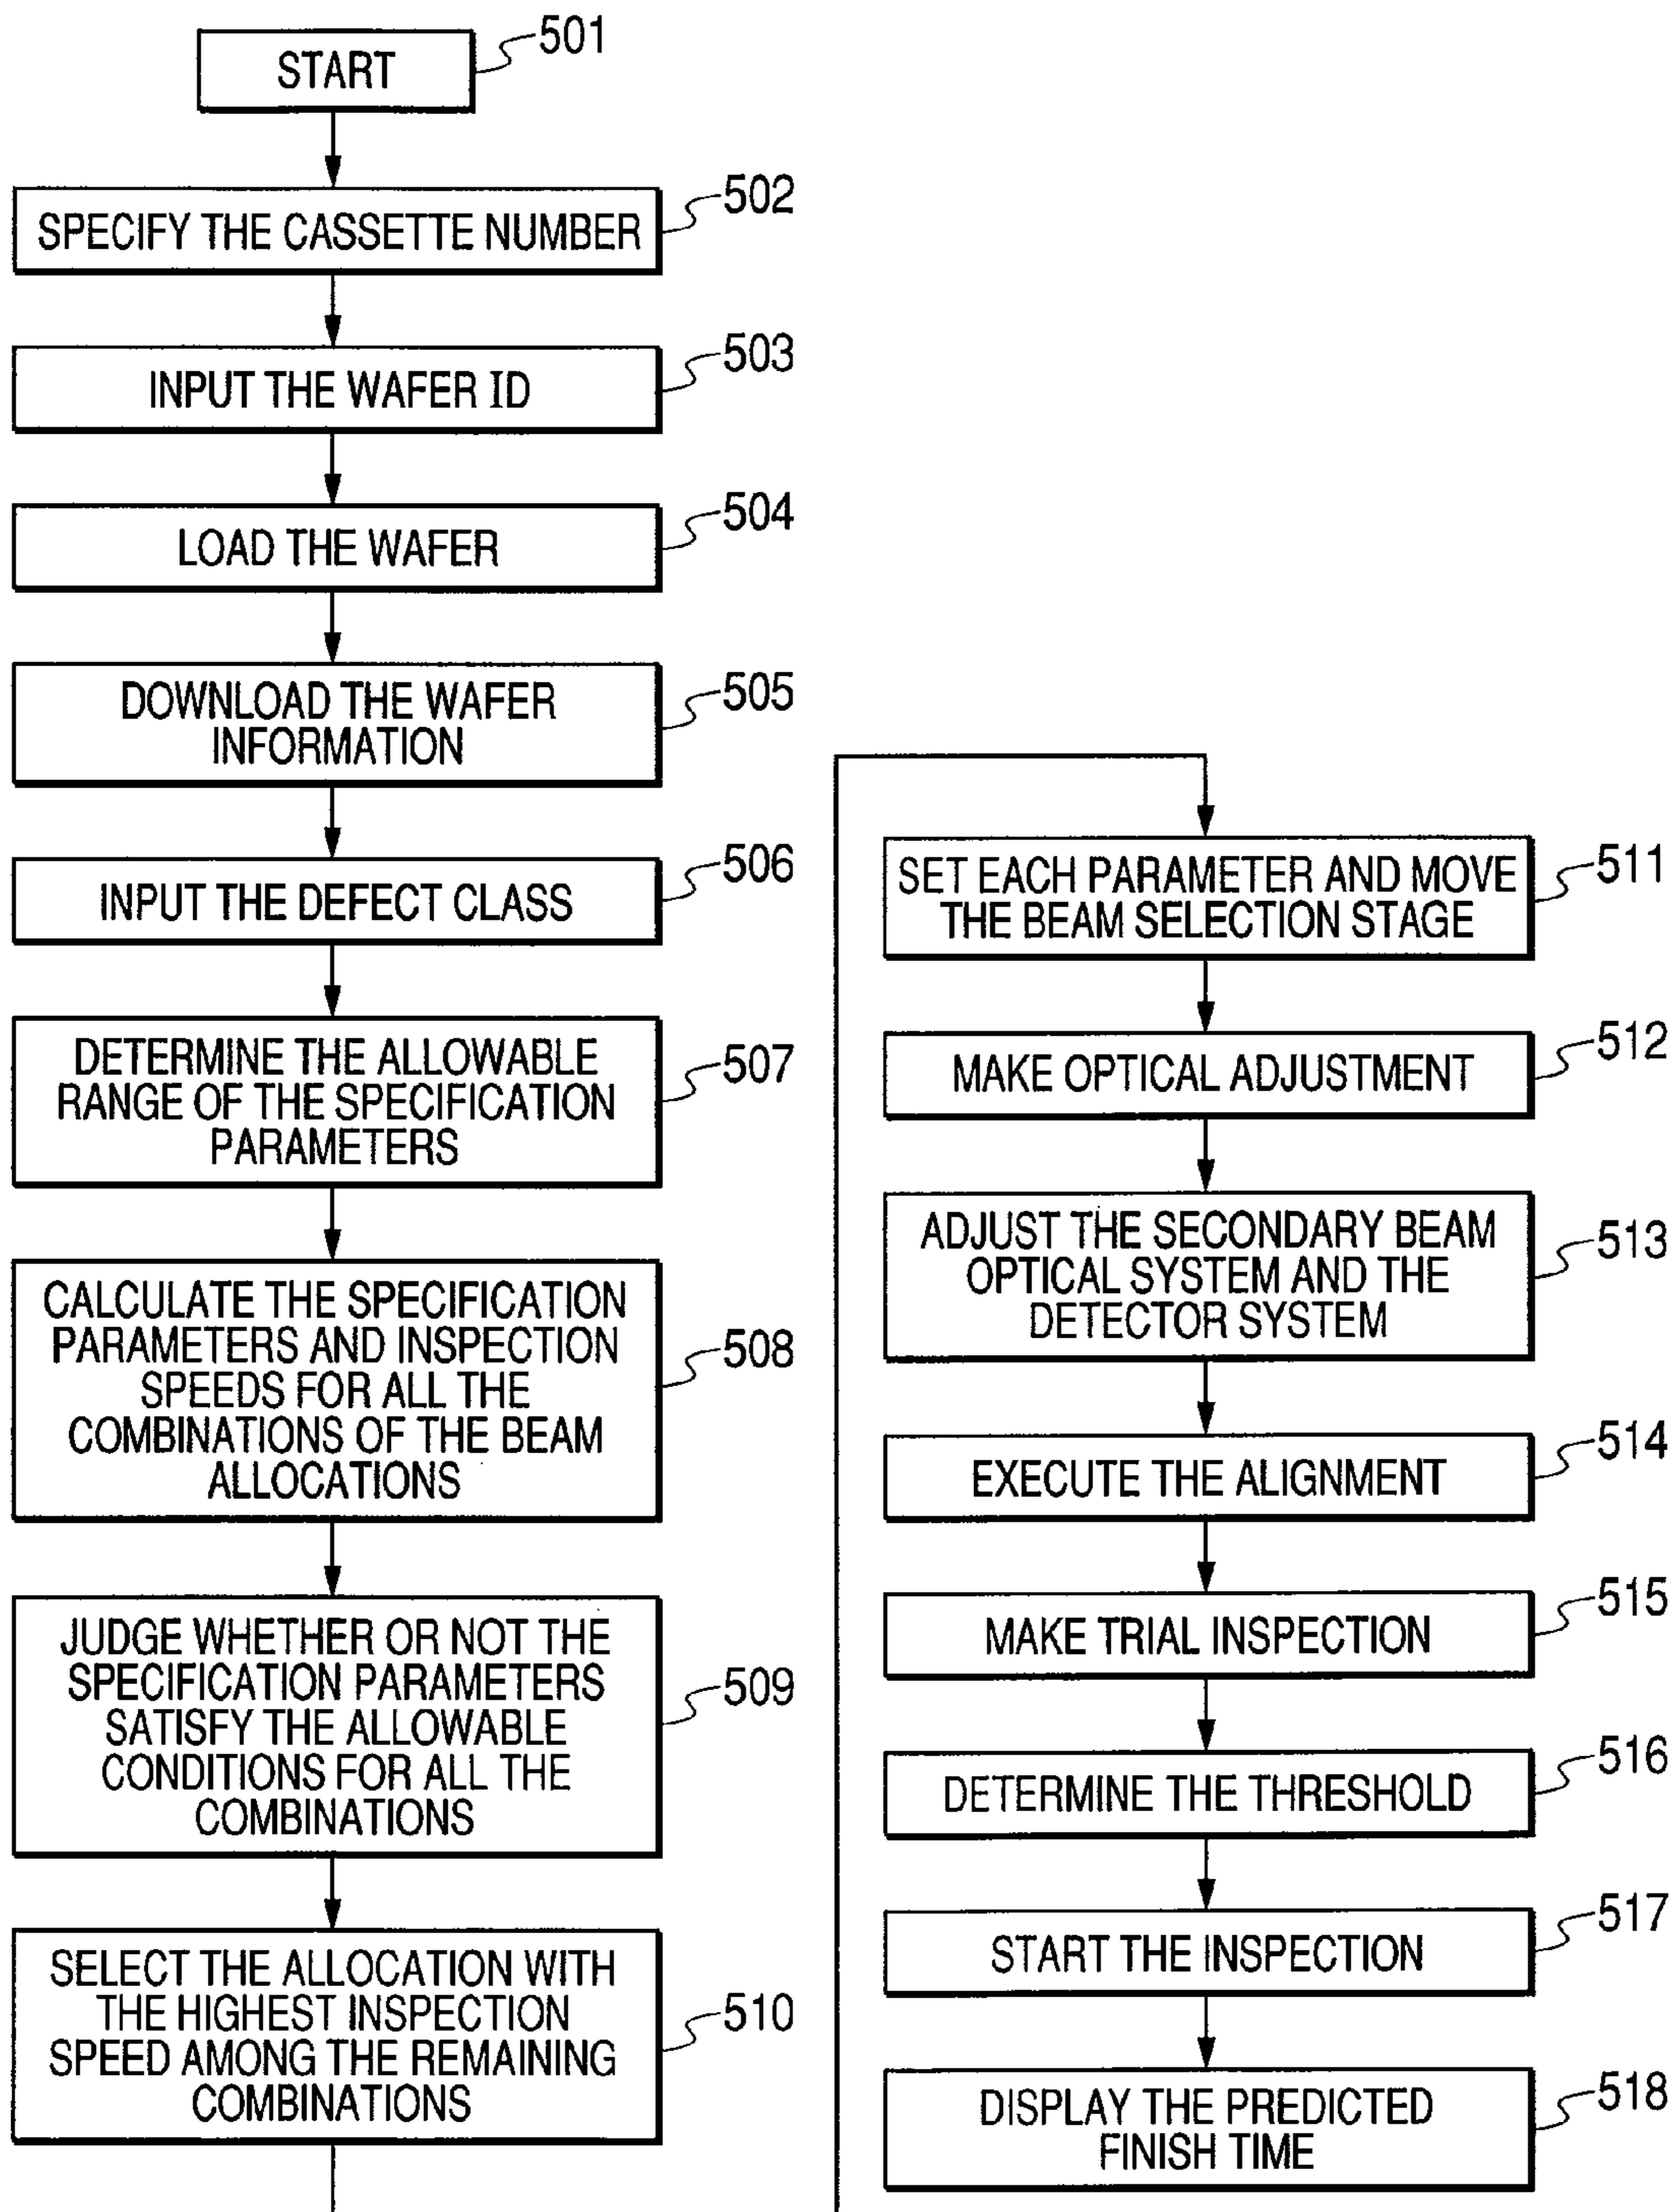 START
501
SPECIFY THE CASSETTE NUMBER
502
INPUT THE WAFER ID
503
LOAD THE WAFER
504
DOWNLOAD THE WAFER
INFORMATION
505
INPUT THE DEFECT CLASS
506
DETERMINE THE ALLOWABLE
RANGE OF THE SPECIFICATION
PARAMETERS
507
CALCULATE THE SPECIFICATION
PARAMETERS AND INSPECTION
SPEEDS FOR ALL THE
COMBINATIONS OF THE BEAM
ALLOCATIONS
508
JUDGE WHETHER OR NOT THE
SPECIFICATION PARAMETERS
SATISFY THE ALLOWABLE
CONDITIONS FOR ALL THE
COMBINATIONS
509
SELECT THE ALLOCATION WITH
THE HIGHEST INSPECTION
SPEED AMONG THE REMAINING
COMBINATIONS
510
SET EACH PARAMETER AND MOVE
THE BEAM SELECTION STAGE
511
MAKE OPTICAL ADJUSTMENT
512
ADJUST THE SECONDARY BEAM
OPTICAL SYSTEM AND THE
DETECTOR SYSTEM
513
EXECUTE THE ALIGNMENT
514
MAKE TRIAL INSPECTION
515
DETERMINE THE THRESHOLD
516
START THE INSPECTION
517
DISPLAY THE PREDICTED
FINISH TIME
518